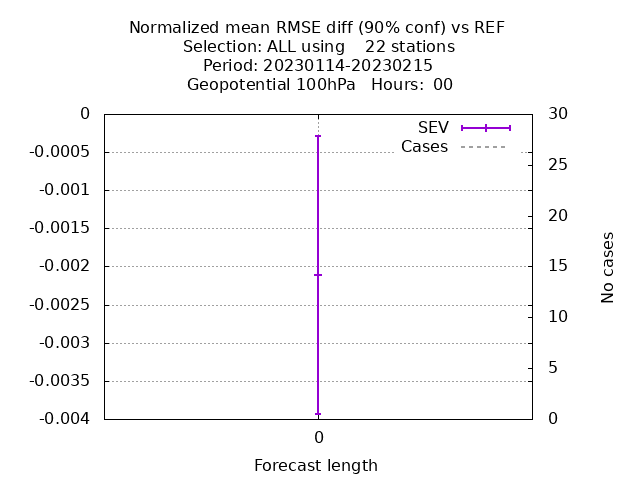 Normalized mean RMSE diff (90% conf) vs REF
Selection: ALL using    22 stations
Period: 20230114-20230215
Geopotential 100hPa   Hours:  00
0
-0.0005
-0.001
-0.0015
-0.002
-0.0025
-0.003
-0.0035
-0.004
SEV
Cases
30
25
20
15
10
5
0
No cases
0
Forecast length